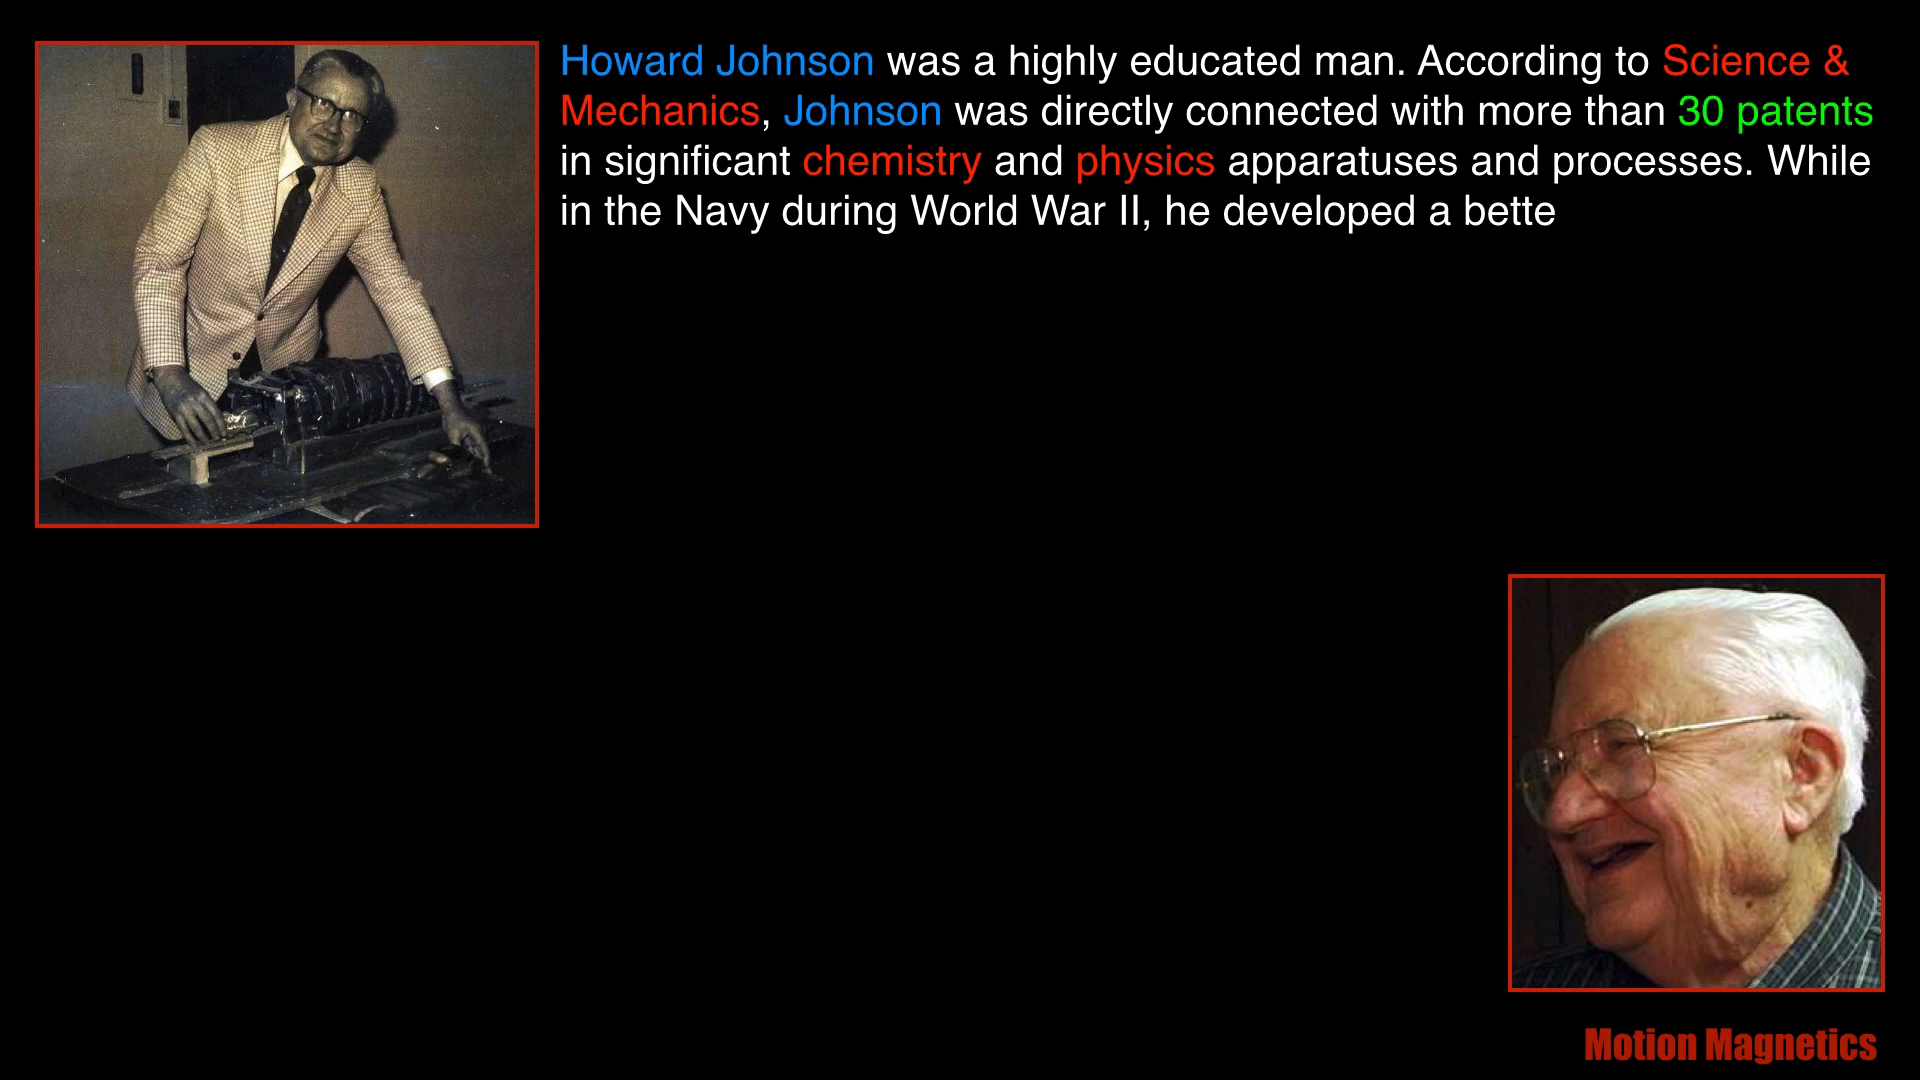 Howard Johnson was a highly educated man. According to Science &
Mechanics, Johnson was directly connected with more than 30 patents
in significant chemistry and physics apparatuses and processes. While
in the Navy during World War II, he developed a bette
Motion Magnetics